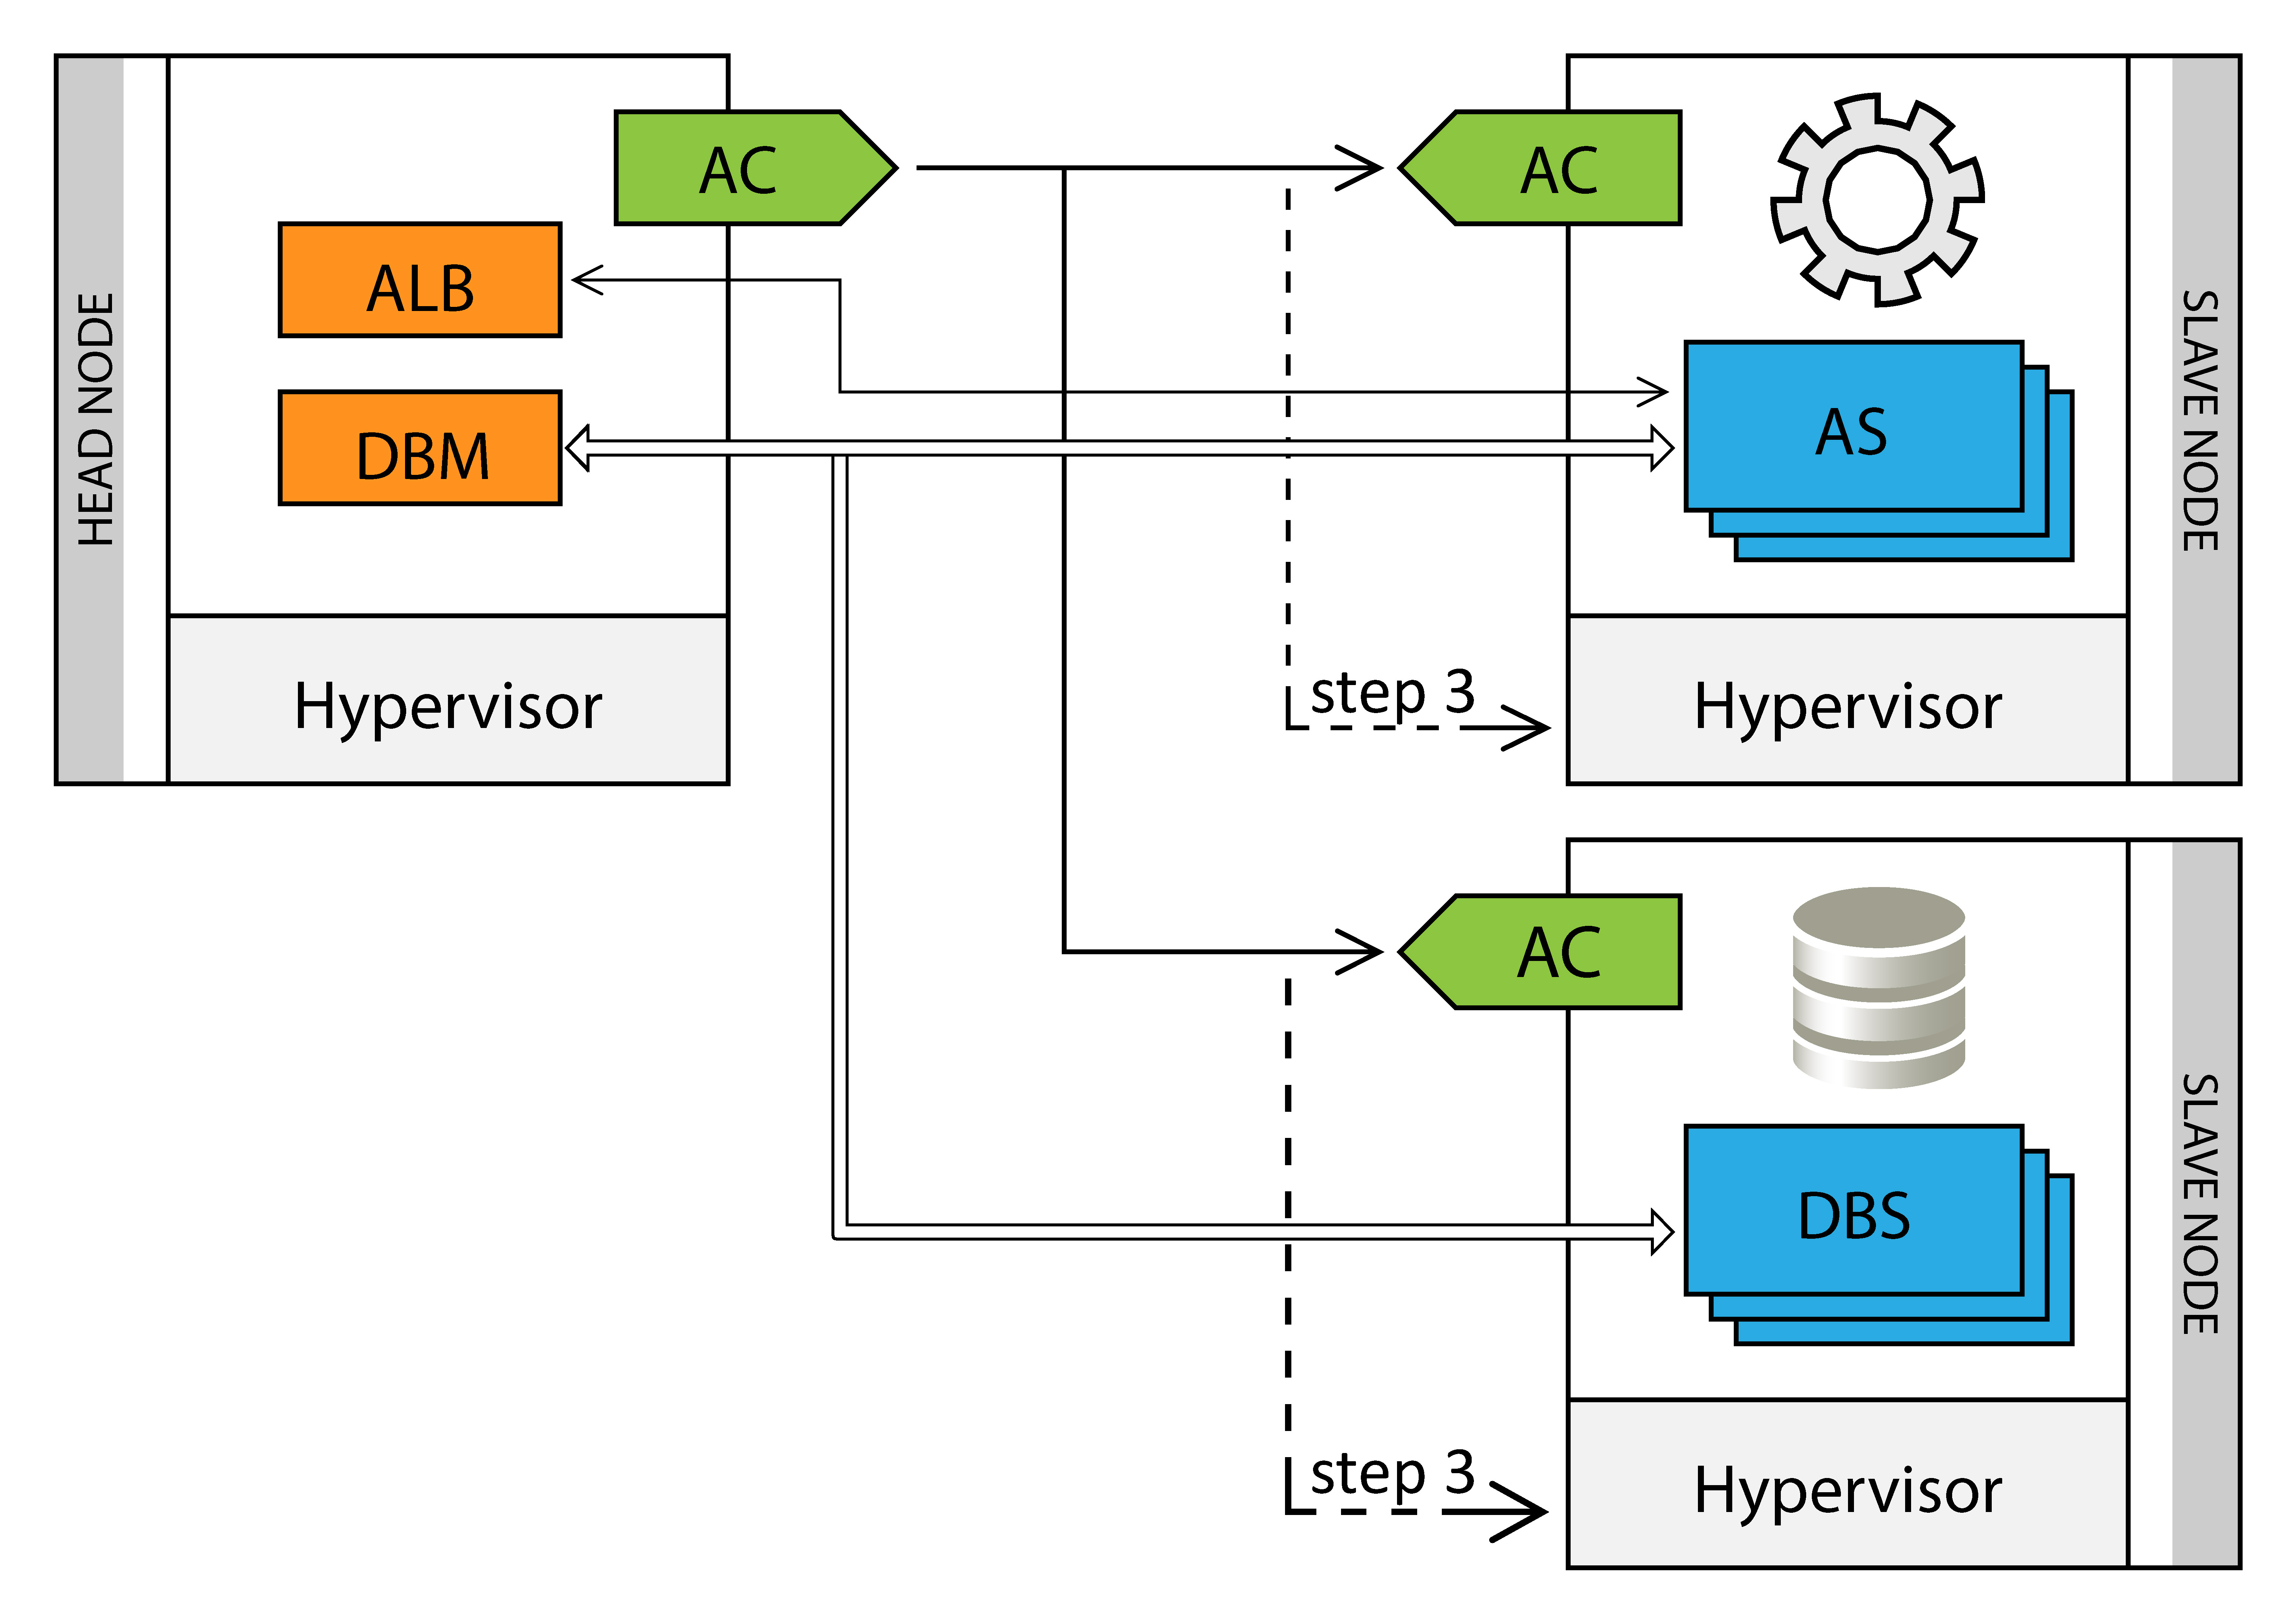 HEAD NODE
AC
ALB
DBM
Hypervisor
AC
AS
step 3
Hypervisor
SLAVE NODE
AC
DBS
step 3
Hypervisor
SLAVE NODE